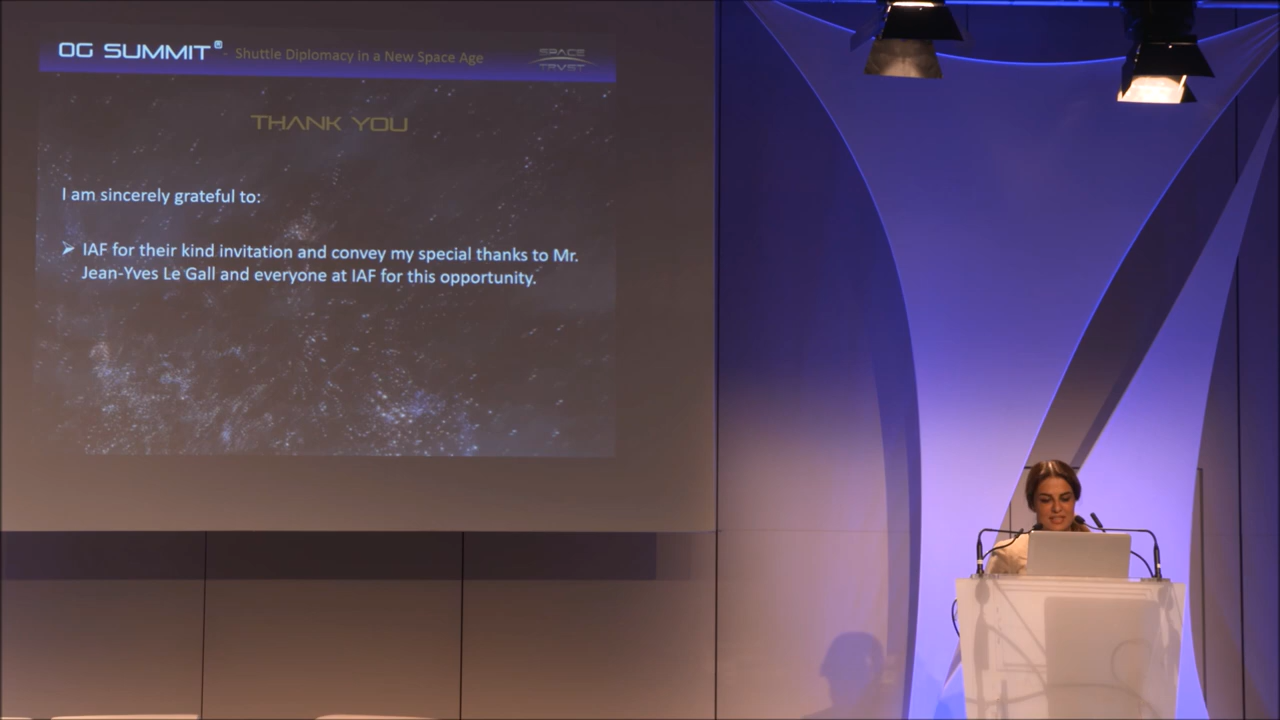 0G SUMMIT® - Shuttle Diplomacy in a New Space Age
SPACE
TRVST
THANK YOU
I am sincerely grateful to:
➤ IAF for their kind invitation and convey my special thanks to Mr.
Jean-Yves Le Gall and everyone at IAF for this opportunity.